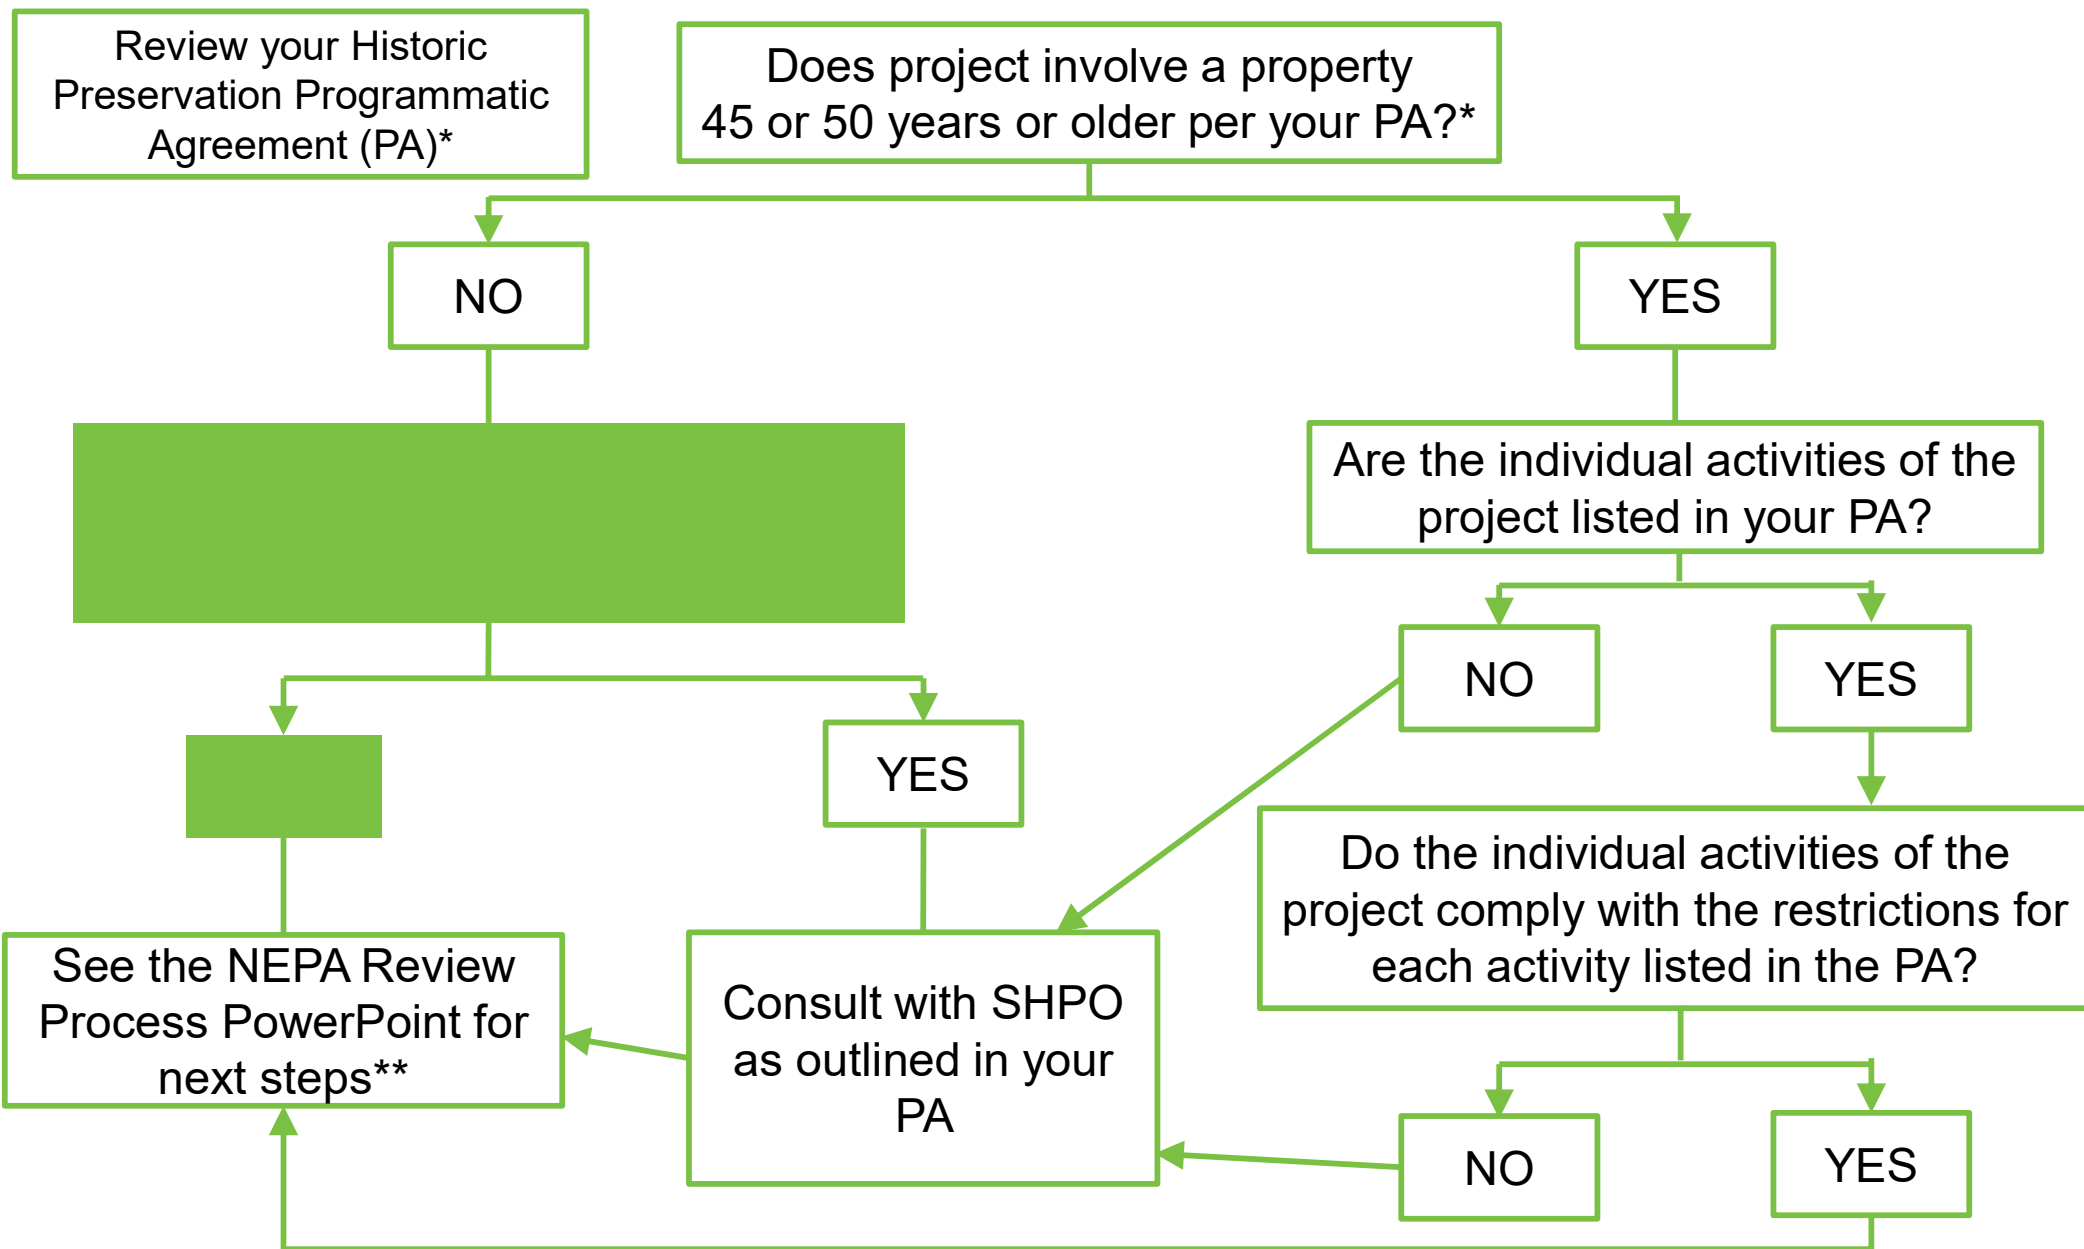 Review your Historic
Preservation Programmatic
Agreement (PA)*
Does project involve a property
45 or 50 years or older per your PA?*
NO
YES
Are the individual activities of the
project listed in your PA?
NO
YES
YES
Do the individual activities of the
project comply with the restrictions for
each activity listed in the PA?
See the NEPA Review
Process PowerPoint for
next steps**
Consult with SHPO
as outlined in your
PA
NO
YES